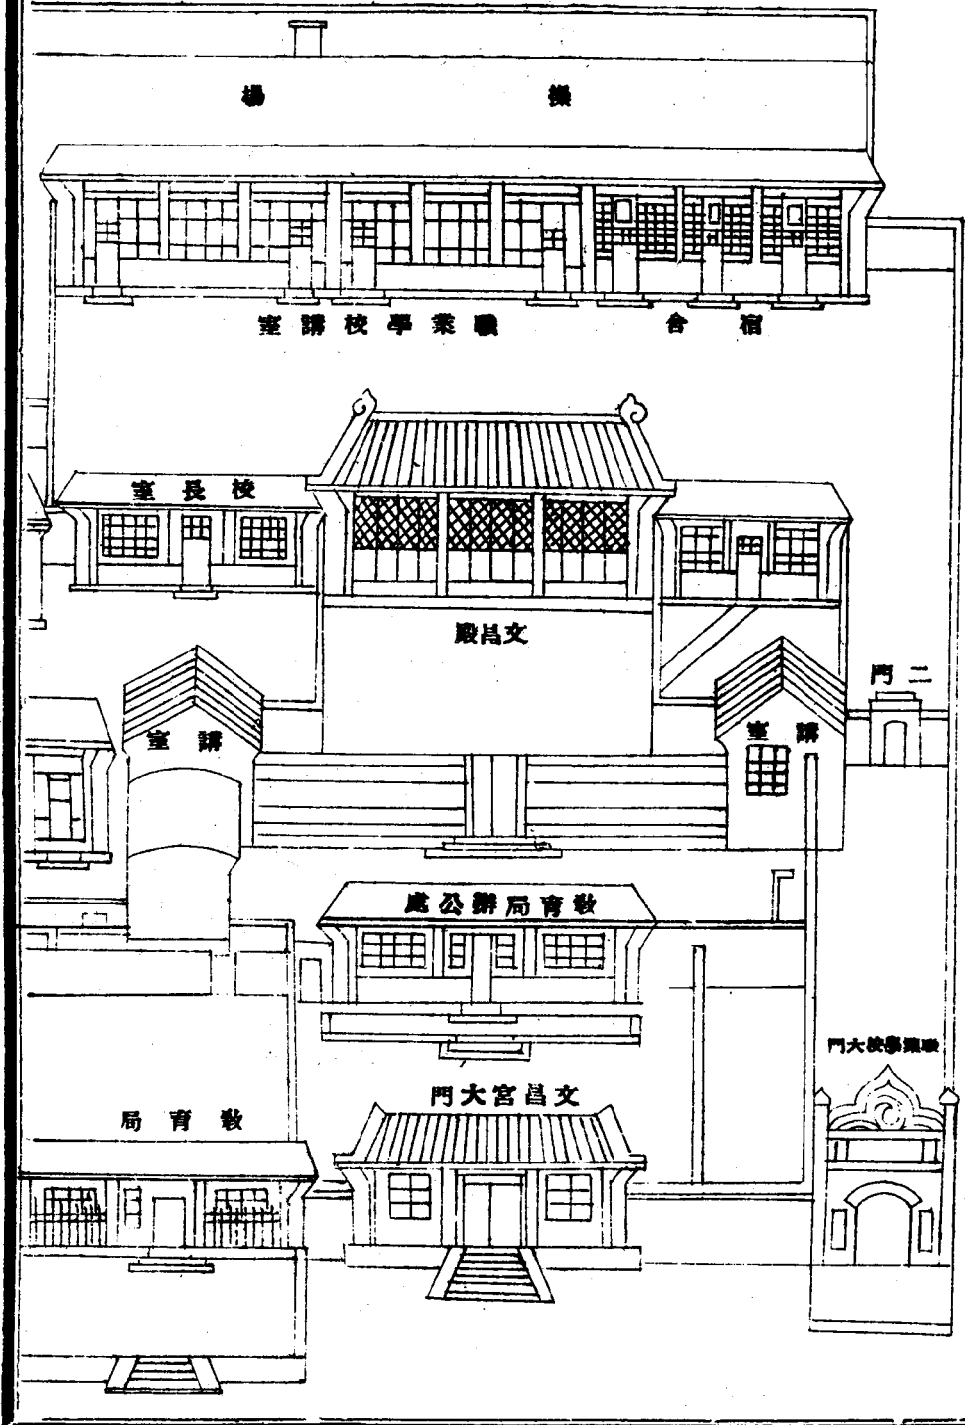 操場
宿舍
職業學校講室
校長室
文昌殿
二門
講室
講室
教育局辦公處
職業學校大門
文昌宮大門
教育局